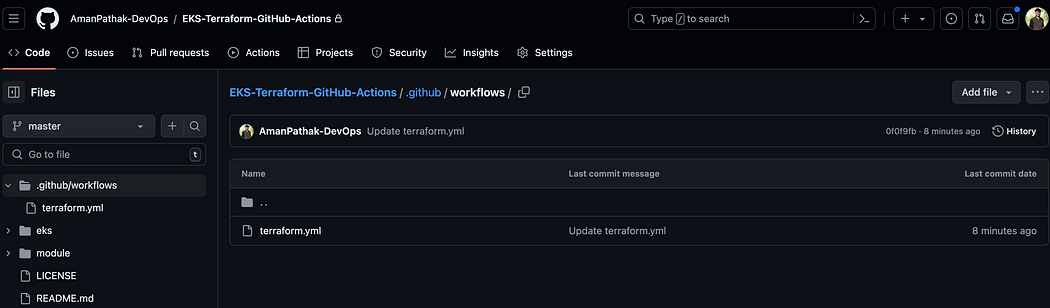 AmanPathak-DevOps / EKS-Terraform-GitHub-Actions
Type / to search
Code Issues Pull requests Actions Projects Security Insights Settings
Files
EKS-Terraform-GitHub-Actions / .github / workflows /
Add file
master
AmanPathak-DevOps Update terraform.yml
0f0f9fb · 8 minutes ago History
Go to file t
Name Last commit message Last commit date
.github/workflows
..
terraform.yml
eks
terraform.yml Update terraform.yml 8 minutes ago
module
LICENSE
README.md